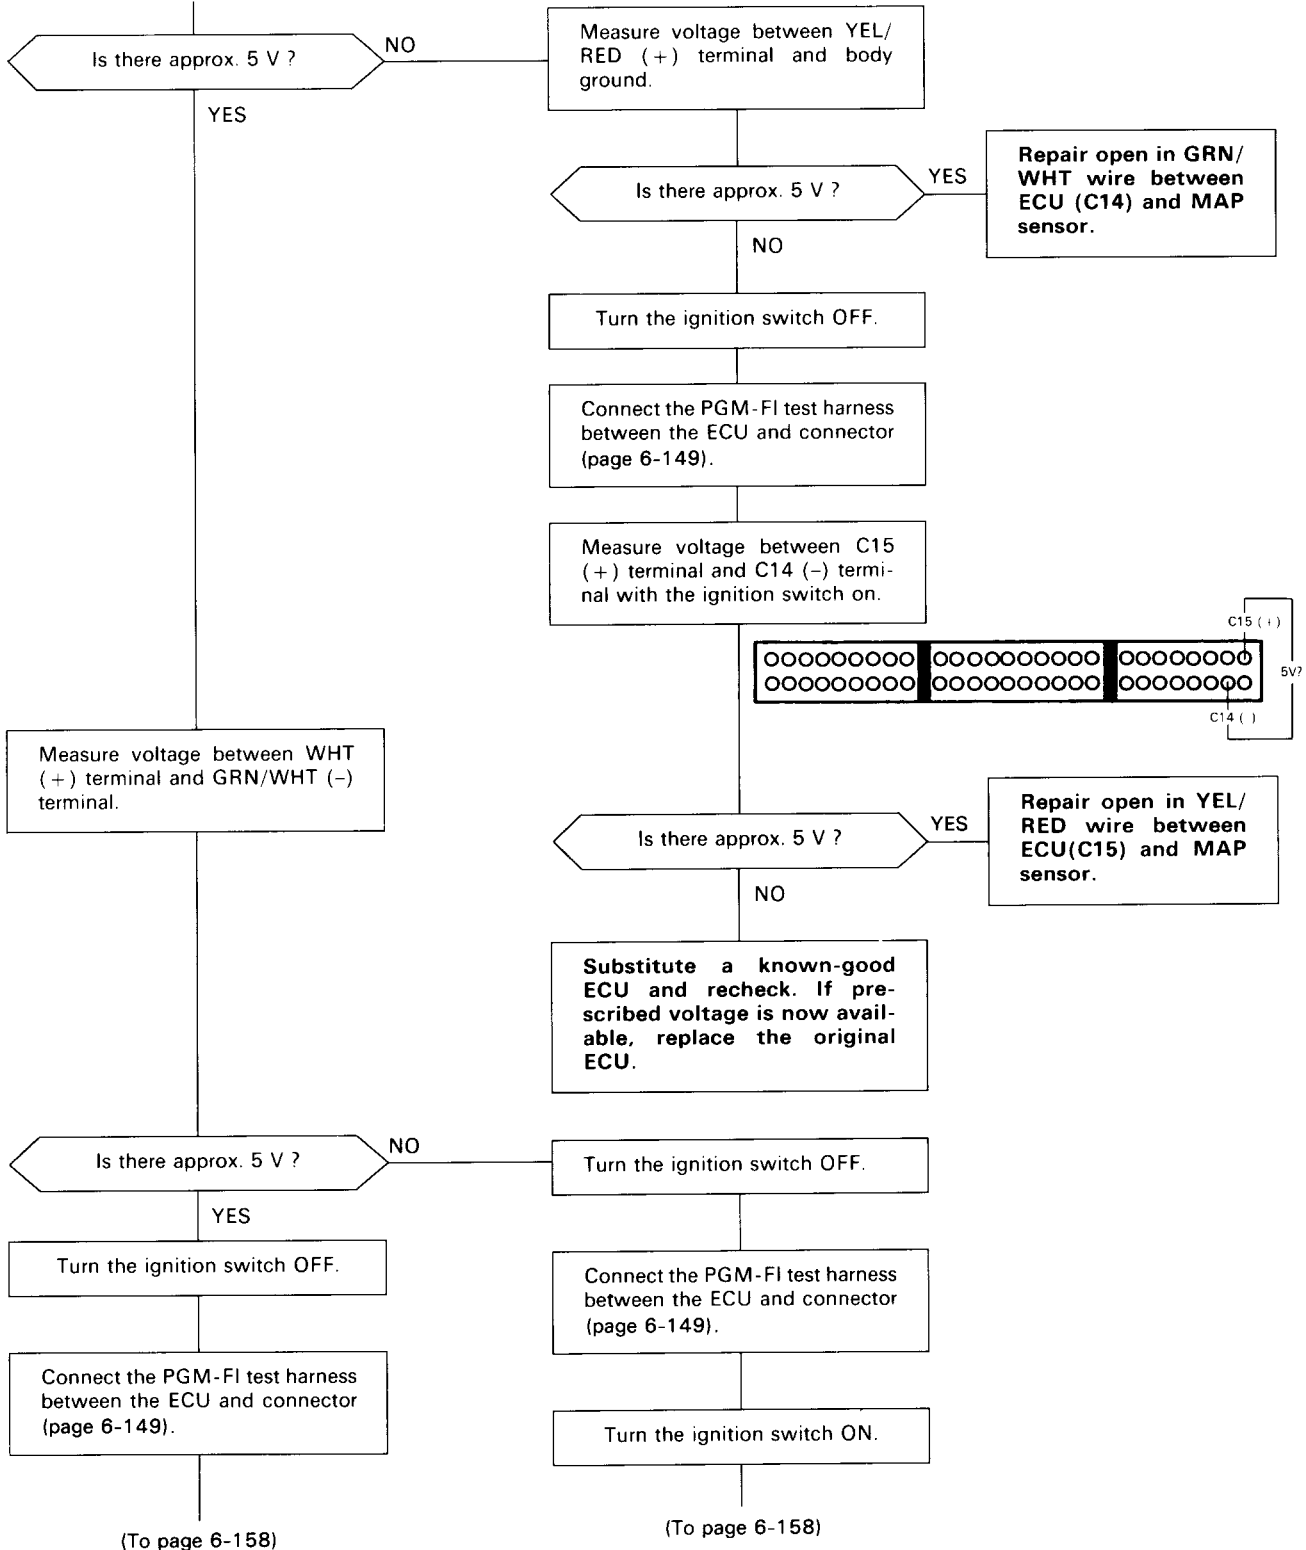 Is there approx. 5 V ?
NO
YES
Measure voltage between YEL/
RED (+) terminal and body
ground.
Is there approx. 5 V ?
YES
NO
Repair open in GRN/
WHT wire between
ECU (C14) and MAP
sensor.
Turn the ignition switch OFF.
Connect the PGM-FI test harness
between the ECU and connector
(page 6-149).
Measure voltage between C15
(+) terminal and C14 (–) termi-
nal with the ignition switch on.
C15 (+)
5V?
C14 ( )
Measure voltage between WHT
(+) terminal and GRN/WHT (–)
terminal.
Is there approx. 5 V ?
YES
NO
Repair open in YEL/
RED wire between
ECU(C15) and MAP
sensor.
Substitute a known-good
ECU and recheck. If pre-
scribed voltage is now avail-
able, replace the original
ECU.
Is there approx. 5 V ?
NO
YES
Turn the ignition switch OFF.
Turn the ignition switch OFF.
Connect the PGM-FI test harness
between the ECU and connector
(page 6-149).
Connect the PGM-FI test harness
between the ECU and connector
(page 6-149).
Turn the ignition switch ON.
(To page 6-158)
(To page 6-158)